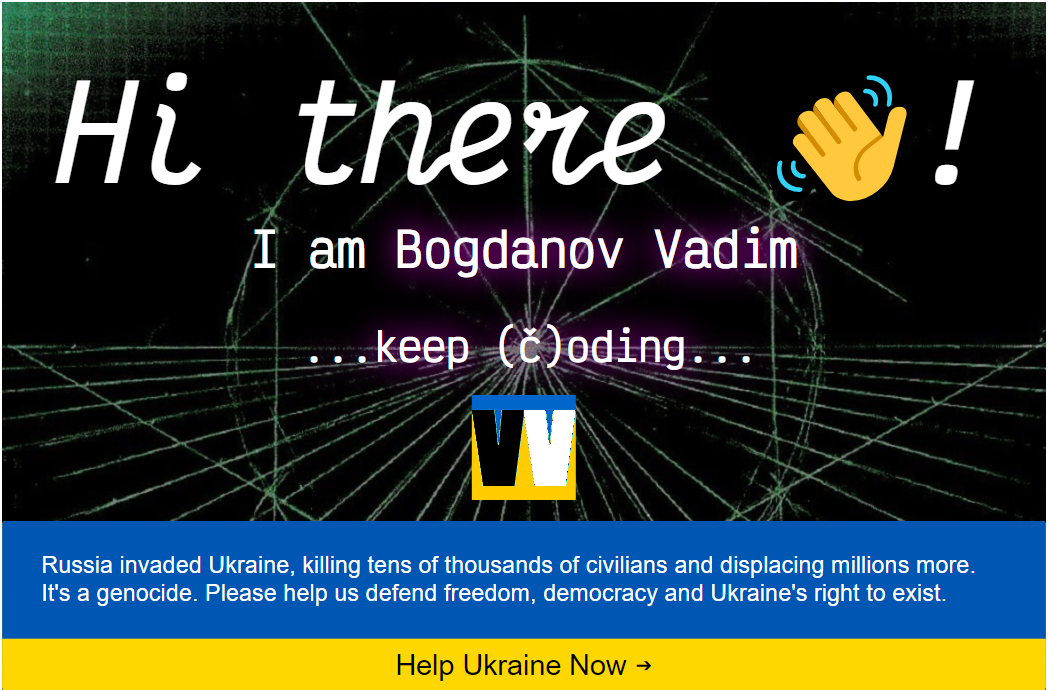 Hi there 👋!
I am Bogdanov Vadim
...keep (č)oding...
VV
Russia invaded Ukraine, killing tens of thousands of civilians and displacing millions more.
It's a genocide. Please help us defend freedom, democracy and Ukraine's right to exist.
Help Ukraine Now →